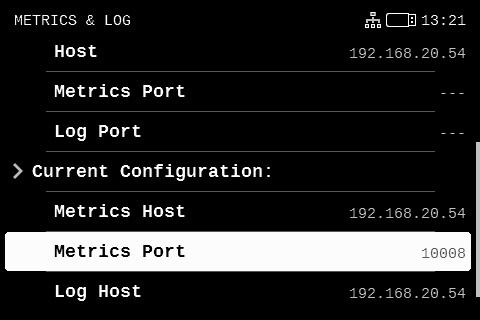 METRICS & LOG 13:21
Host 192.168.20.54
Metrics Port ---
Log Port ---
Current Configuration:
Metrics Host 192.168.20.54
Metrics Port 10008
Log Host 192.168.20.54